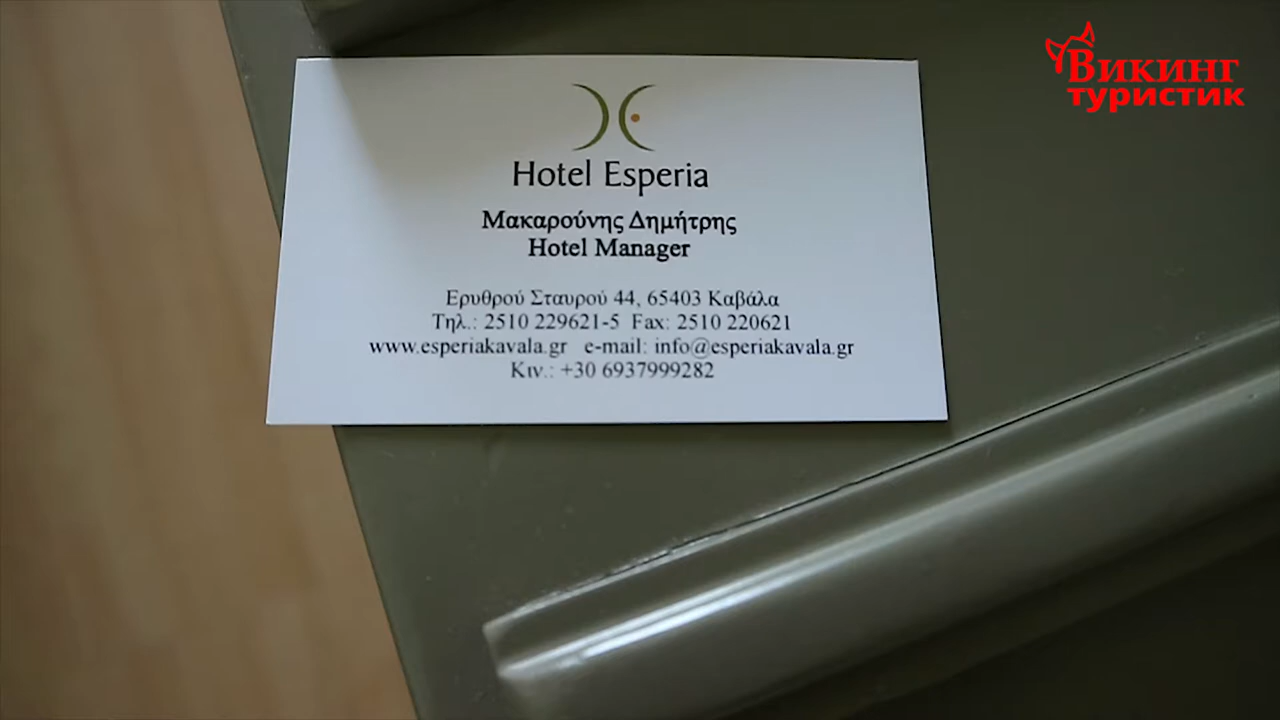 Викинг
туристик
Hotel Esperia
Μακαρούνης Δημήτρης
Hotel Manager
Ερυθρού Σταυρού 44, 65403 Καβάλα
Τηλ.: 2510 229621-5 Fax: 2510 220621
www.esperiakavala.gr e-mail: info@esperiakavala.gr
Κιν.: +30 6937999282